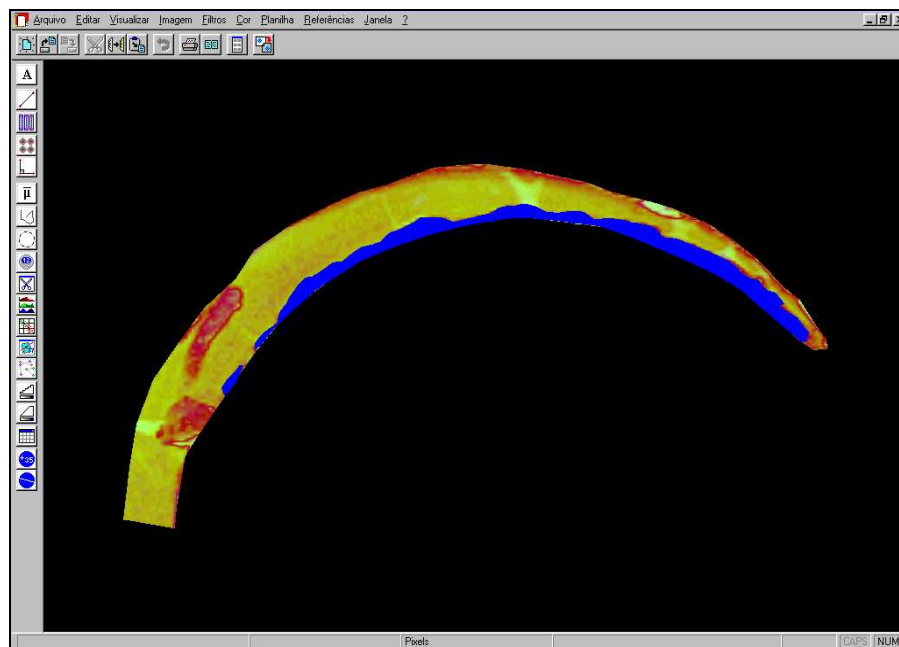 Arquivo Editar Visualizar Imagem Filtros Cor Planilha Referências Janela ?
A
μ
Pixels
CAPS NUM